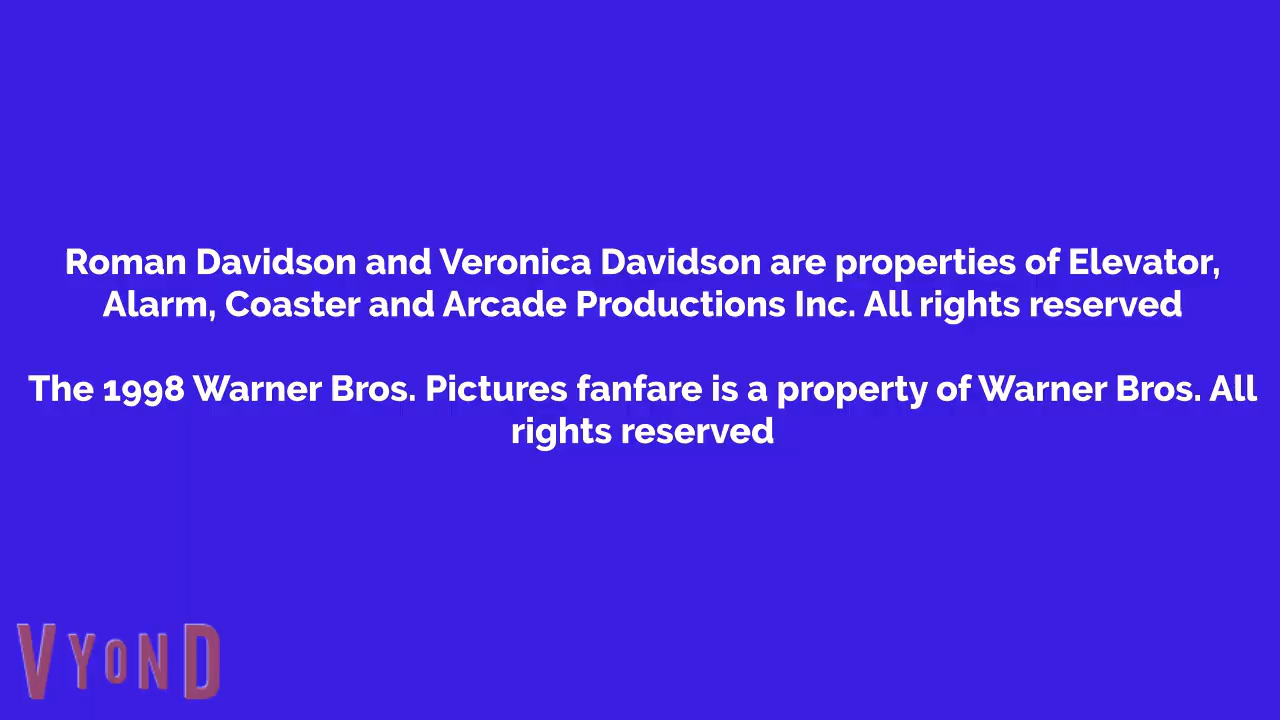 Roman Davidson and Veronica Davidson are properties of Elevator,
Alarm, Coaster and Arcade Productions Inc. All rights reserved
The 1998 Warner Bros. Pictures fanfare is a property of Warner Bros. All
rights reserved
VYOND